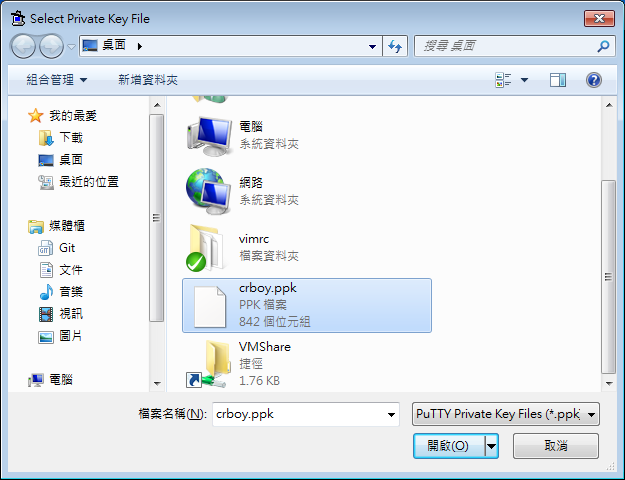 Select Private Key File
桌面
搜尋 桌面
組合管理
新增資料夾
我的最愛
下載
桌面
最近的位置
媒體櫃
Git
文件
音樂
視訊
圖片
電腦
電腦
系統資料夾
網路
系統資料夾
vimrc
檔案資料夾
crboy.ppk
PPK 檔案
842 個位元組
VMShare
捷徑
1.76 KB
檔案名稱(N):
crboy.ppk
PuTTY Private Key Files (*.ppk)
開啟(O)
取消